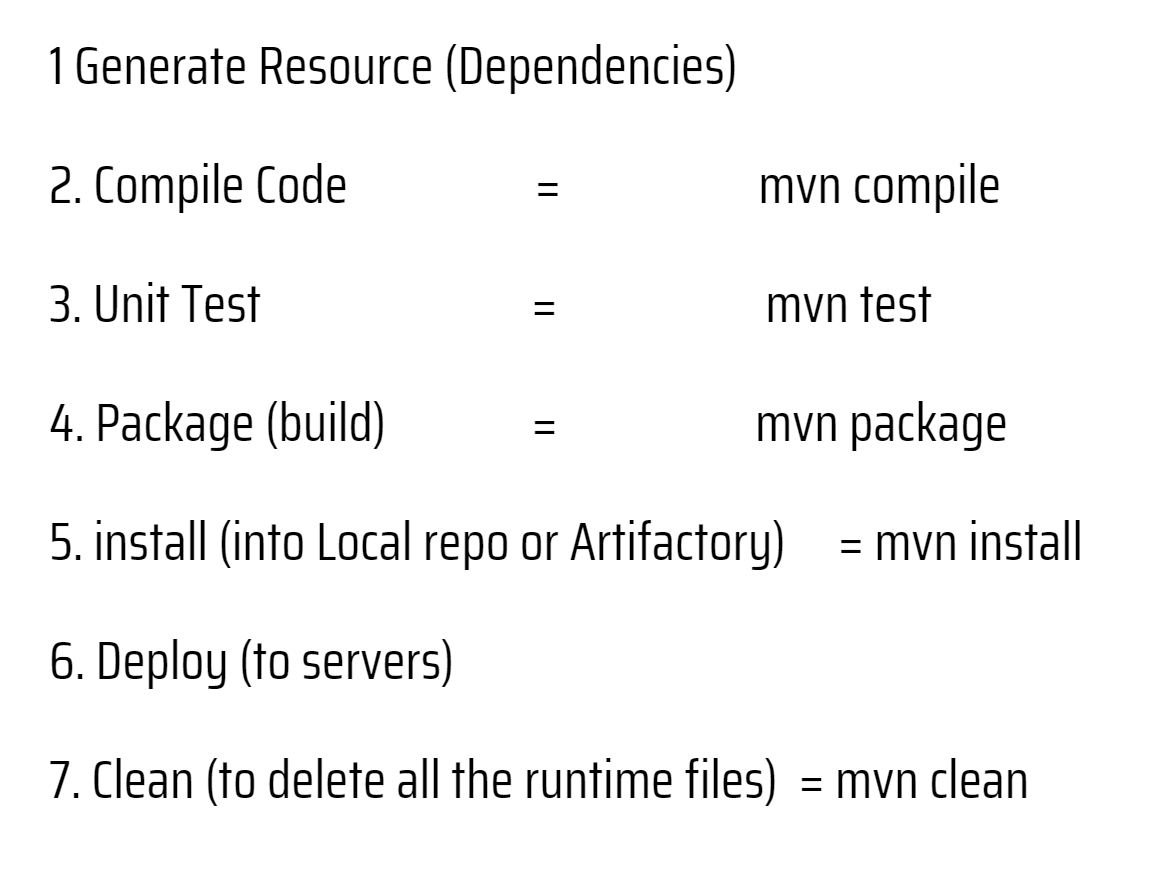 1 Generate Resource (Dependencies)
2. Compile Code = mvn compile
3. Unit Test = mvn test
4. Package (build) = mvn package
5. install (into Local repo or Artifactory) = mvn install
6. Deploy (to servers)
7. Clean (to delete all the runtime files) = mvn clean